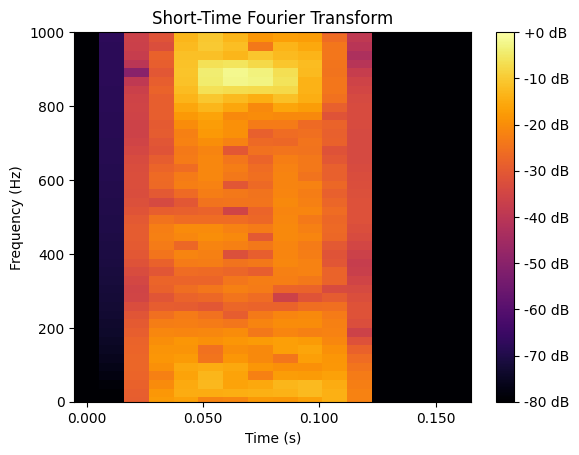 Short-Time Fourier Transform
1000
800
600
400
200
0
Frequency (Hz)
0.000
0.050
0.100
0.150
Time (s)
+0 dB
-10 dB
-20 dB
-30 dB
-40 dB
-50 dB
-60 dB
-70 dB
-80 dB